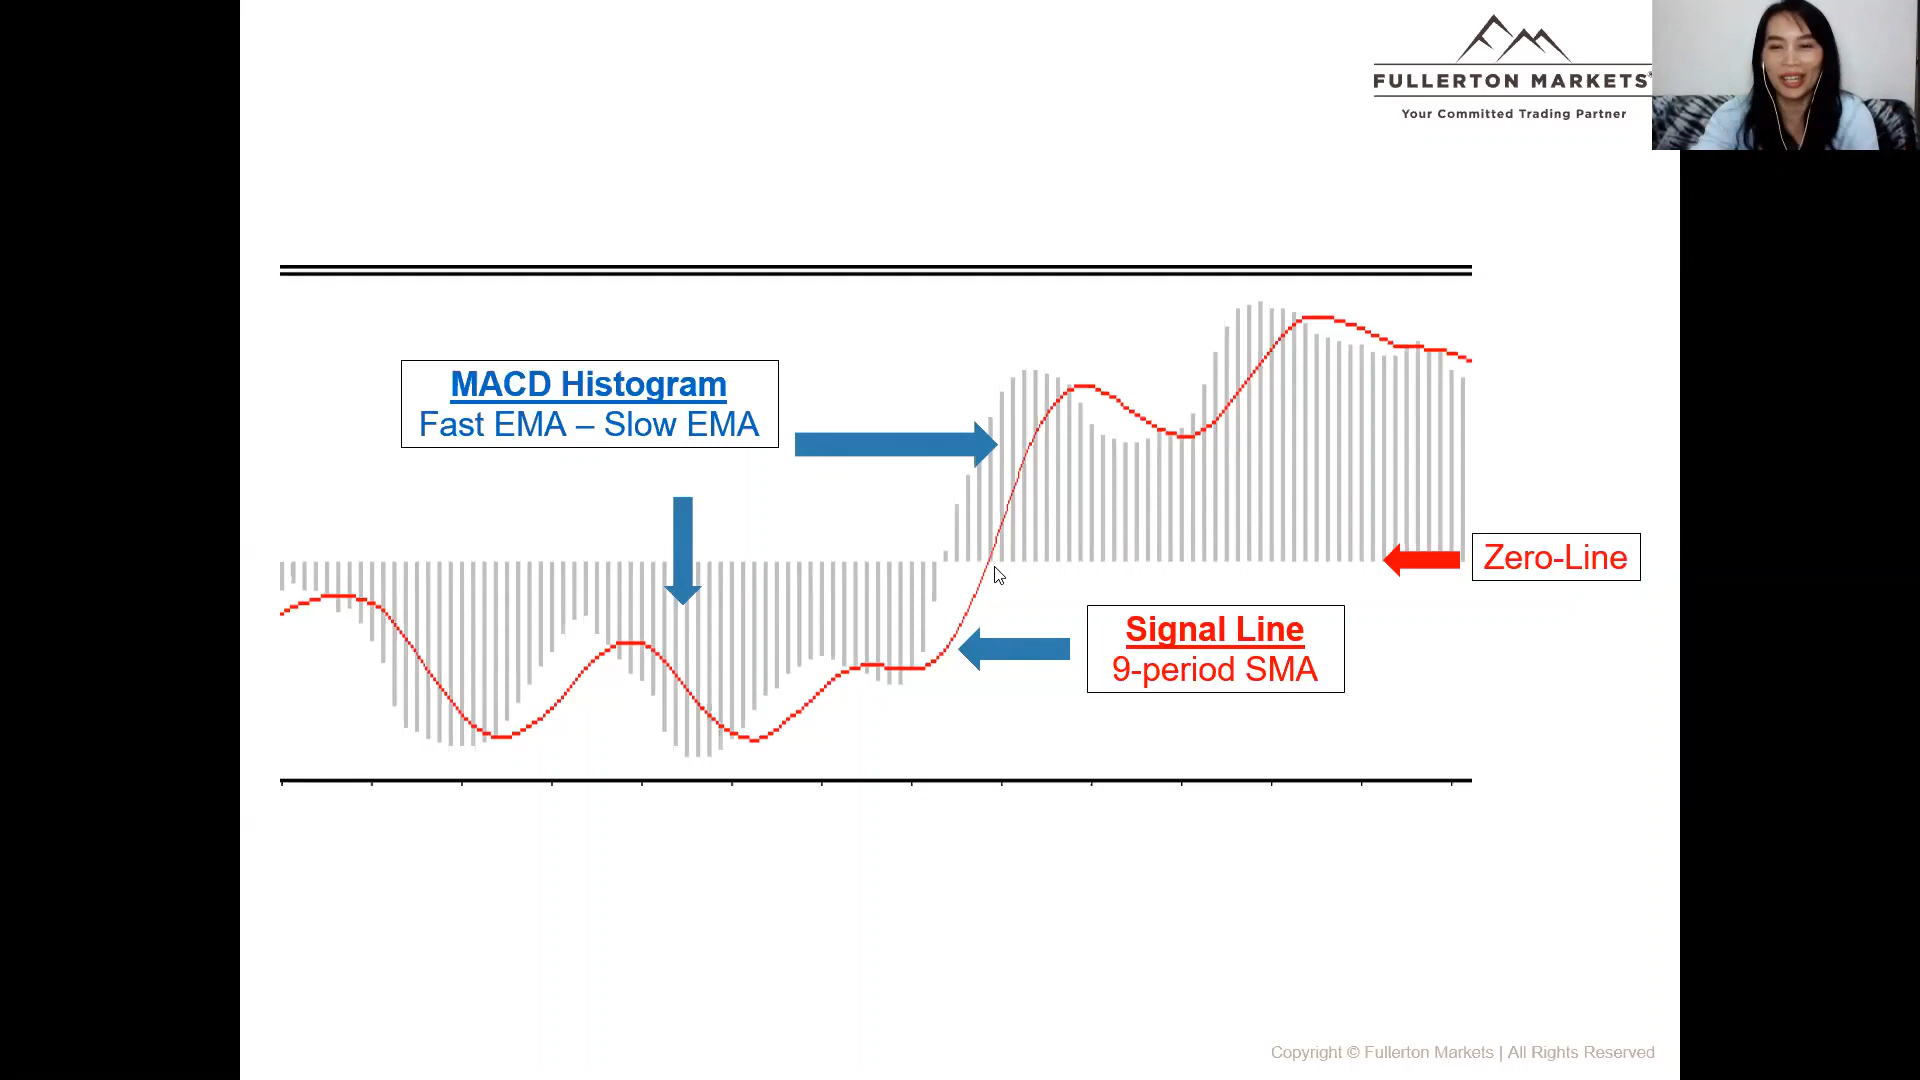 FULLERTON MARKETS®
Your Committed Trading Partner
MACD Histogram
Fast EMA – Slow EMA
Zero-Line
Signal Line
9-period SMA
Copyright © Fullerton Markets | All Rights Reserved